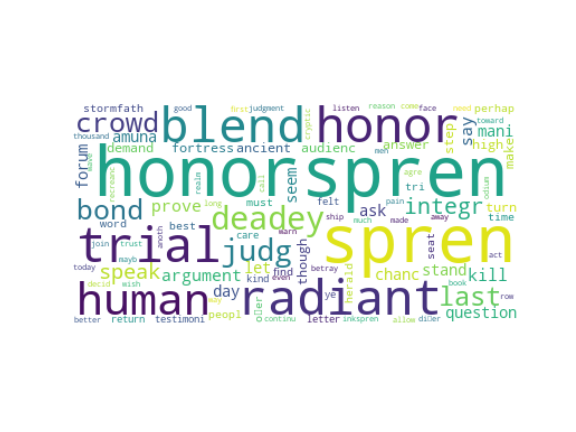 stormfath good first judgment listen reason come face need toward perhap
thousand
crowd blend honor say step mani
amuna cryptic
demand fortress ancient audienc answer high
forum have recreanc realm seem men make
honorspren
call agre tri odium
bond prove long must felt pain integr turn
word best deadey ask ship made away time
trial judg though warn seat spren
join trust anoth
today mayb speak argument let find kind even betray herald chanc stand kill act
decid wish day ye book row
human radiant last
peopl may question
better return testimoni continu letter inkspren allow
much care